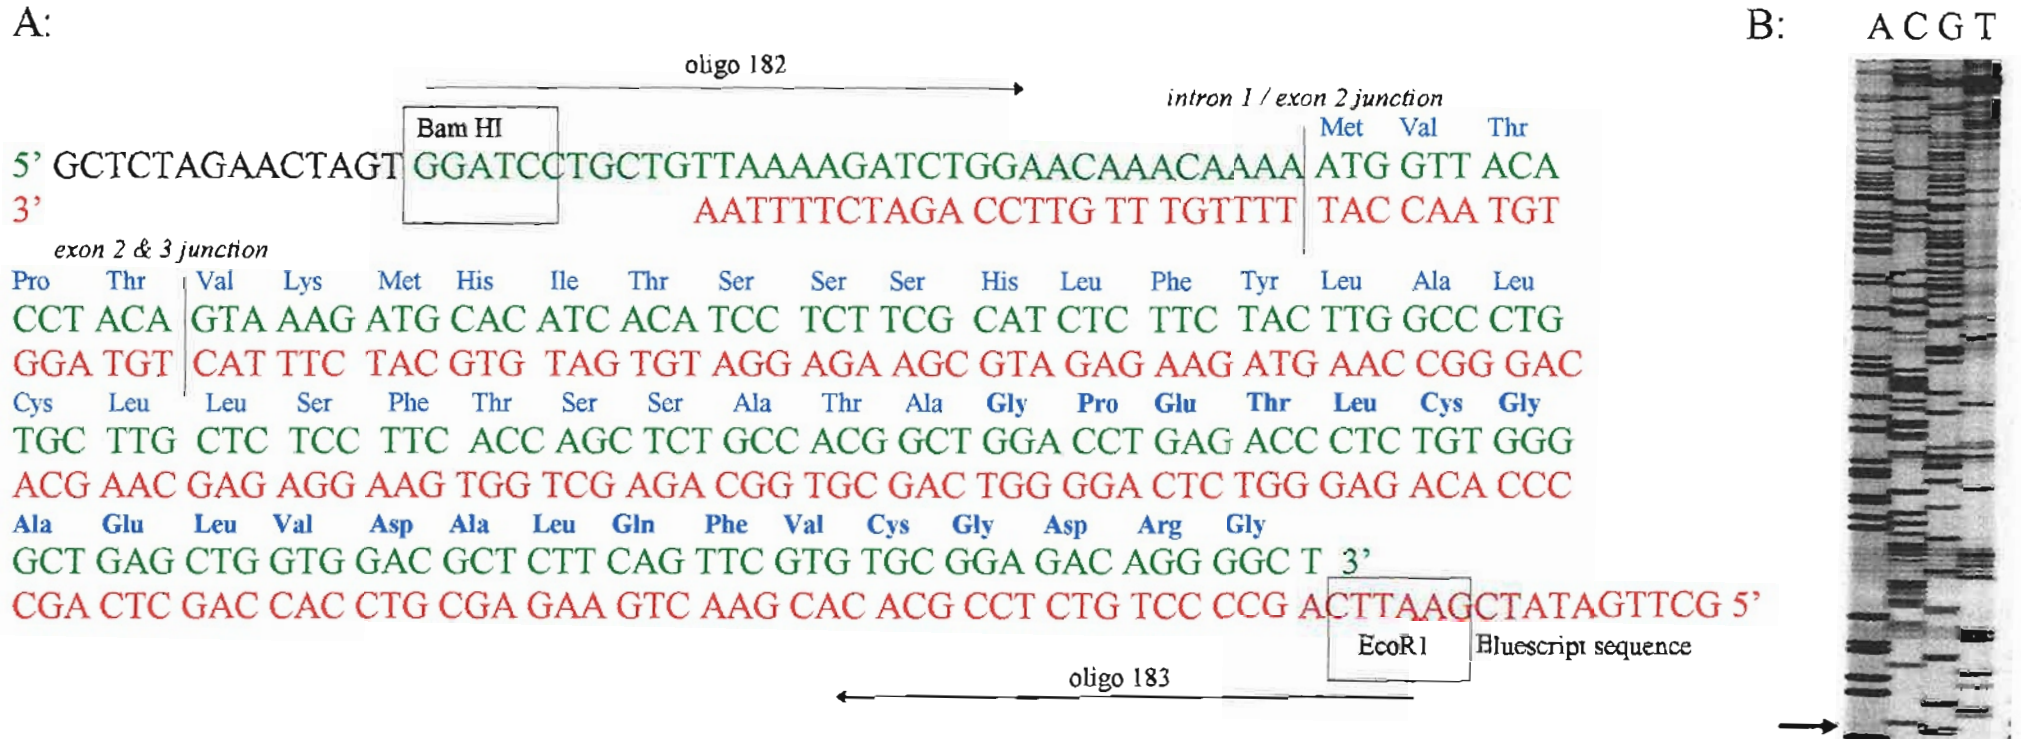 A:
B:
A C G T
oligo 182
intron 1 / exon 2 junction
Bam HI
Met Val Thr
5’ GCTCTAGAACTAGTGGATCCTGCTGTTAAAAGATCTGGAACAAACAAAA ATG GTT ACA
3’ AATTTTCTAGA CCTTG TT TGTTTT TAC CAA TGT
exon 2 & 3 junction
Pro Thr Val Lys Met His Ile Thr Ser Ser Ser His Leu Phe Tyr Leu Ala Leu
CCT ACA GTA AAG ATG CAC ATC ACA TCC TCT TCG CAT CTC TTC TAC TTG GCC CTG
GGA TGT CAT TTC TAC GTG TAG TGT AGG AGA AGC GTA GAG AAG ATG AAC CGG GAC
Cys Leu Leu Ser Phe Thr Ser Ser Ala Thr Ala Gly Pro Glu Thr Leu Cys Gly
TGC TTG CTC TCC TTC ACC AGC TCT GCC ACG GCT GGA CCT GAG ACC CTC TGT GGG
ACG AAC GAG AGG AAG TGG TCG AGA CGG TGC GAC TGG GGA CTC TGG GAG ACA CCC
Ala Glu Leu Val Asp Ala Leu Gln Phe Val Cys Gly Asp Arg Gly
GCT GAG CTG GTG GAC GCT CTT CAG TTC GTG TGC GGA GAC AGG GGC T 3’
CGA CTC GAC CAC CTG CGA GAA GTC AAG CAC ACG CCT CTG TCC CCG ACTTAAGCTATAGTTCG 5’
EcoR1
Bluescript sequence
oligo 183